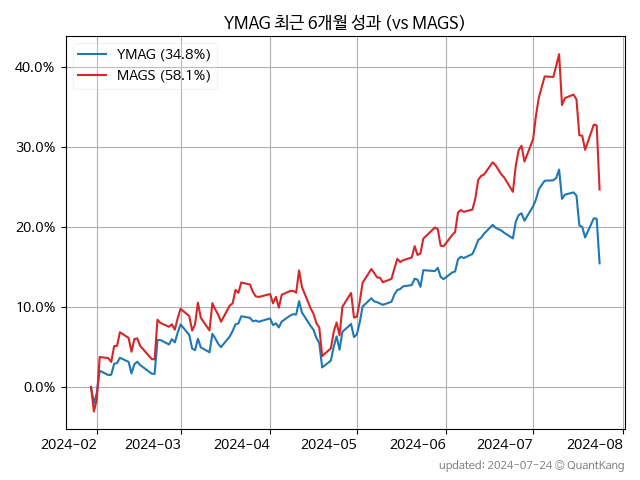 YMAG 최근 6개월 성과 (vs MAGS)
YMAG (34.8%)
MAGS (58.1%)
40.0%
30.0%
20.0%
10.0%
0.0%
2024-02 2024-03 2024-04 2024-05 2024-06 2024-07 2024-08
updated: 2024-07-24 @ QuantKang